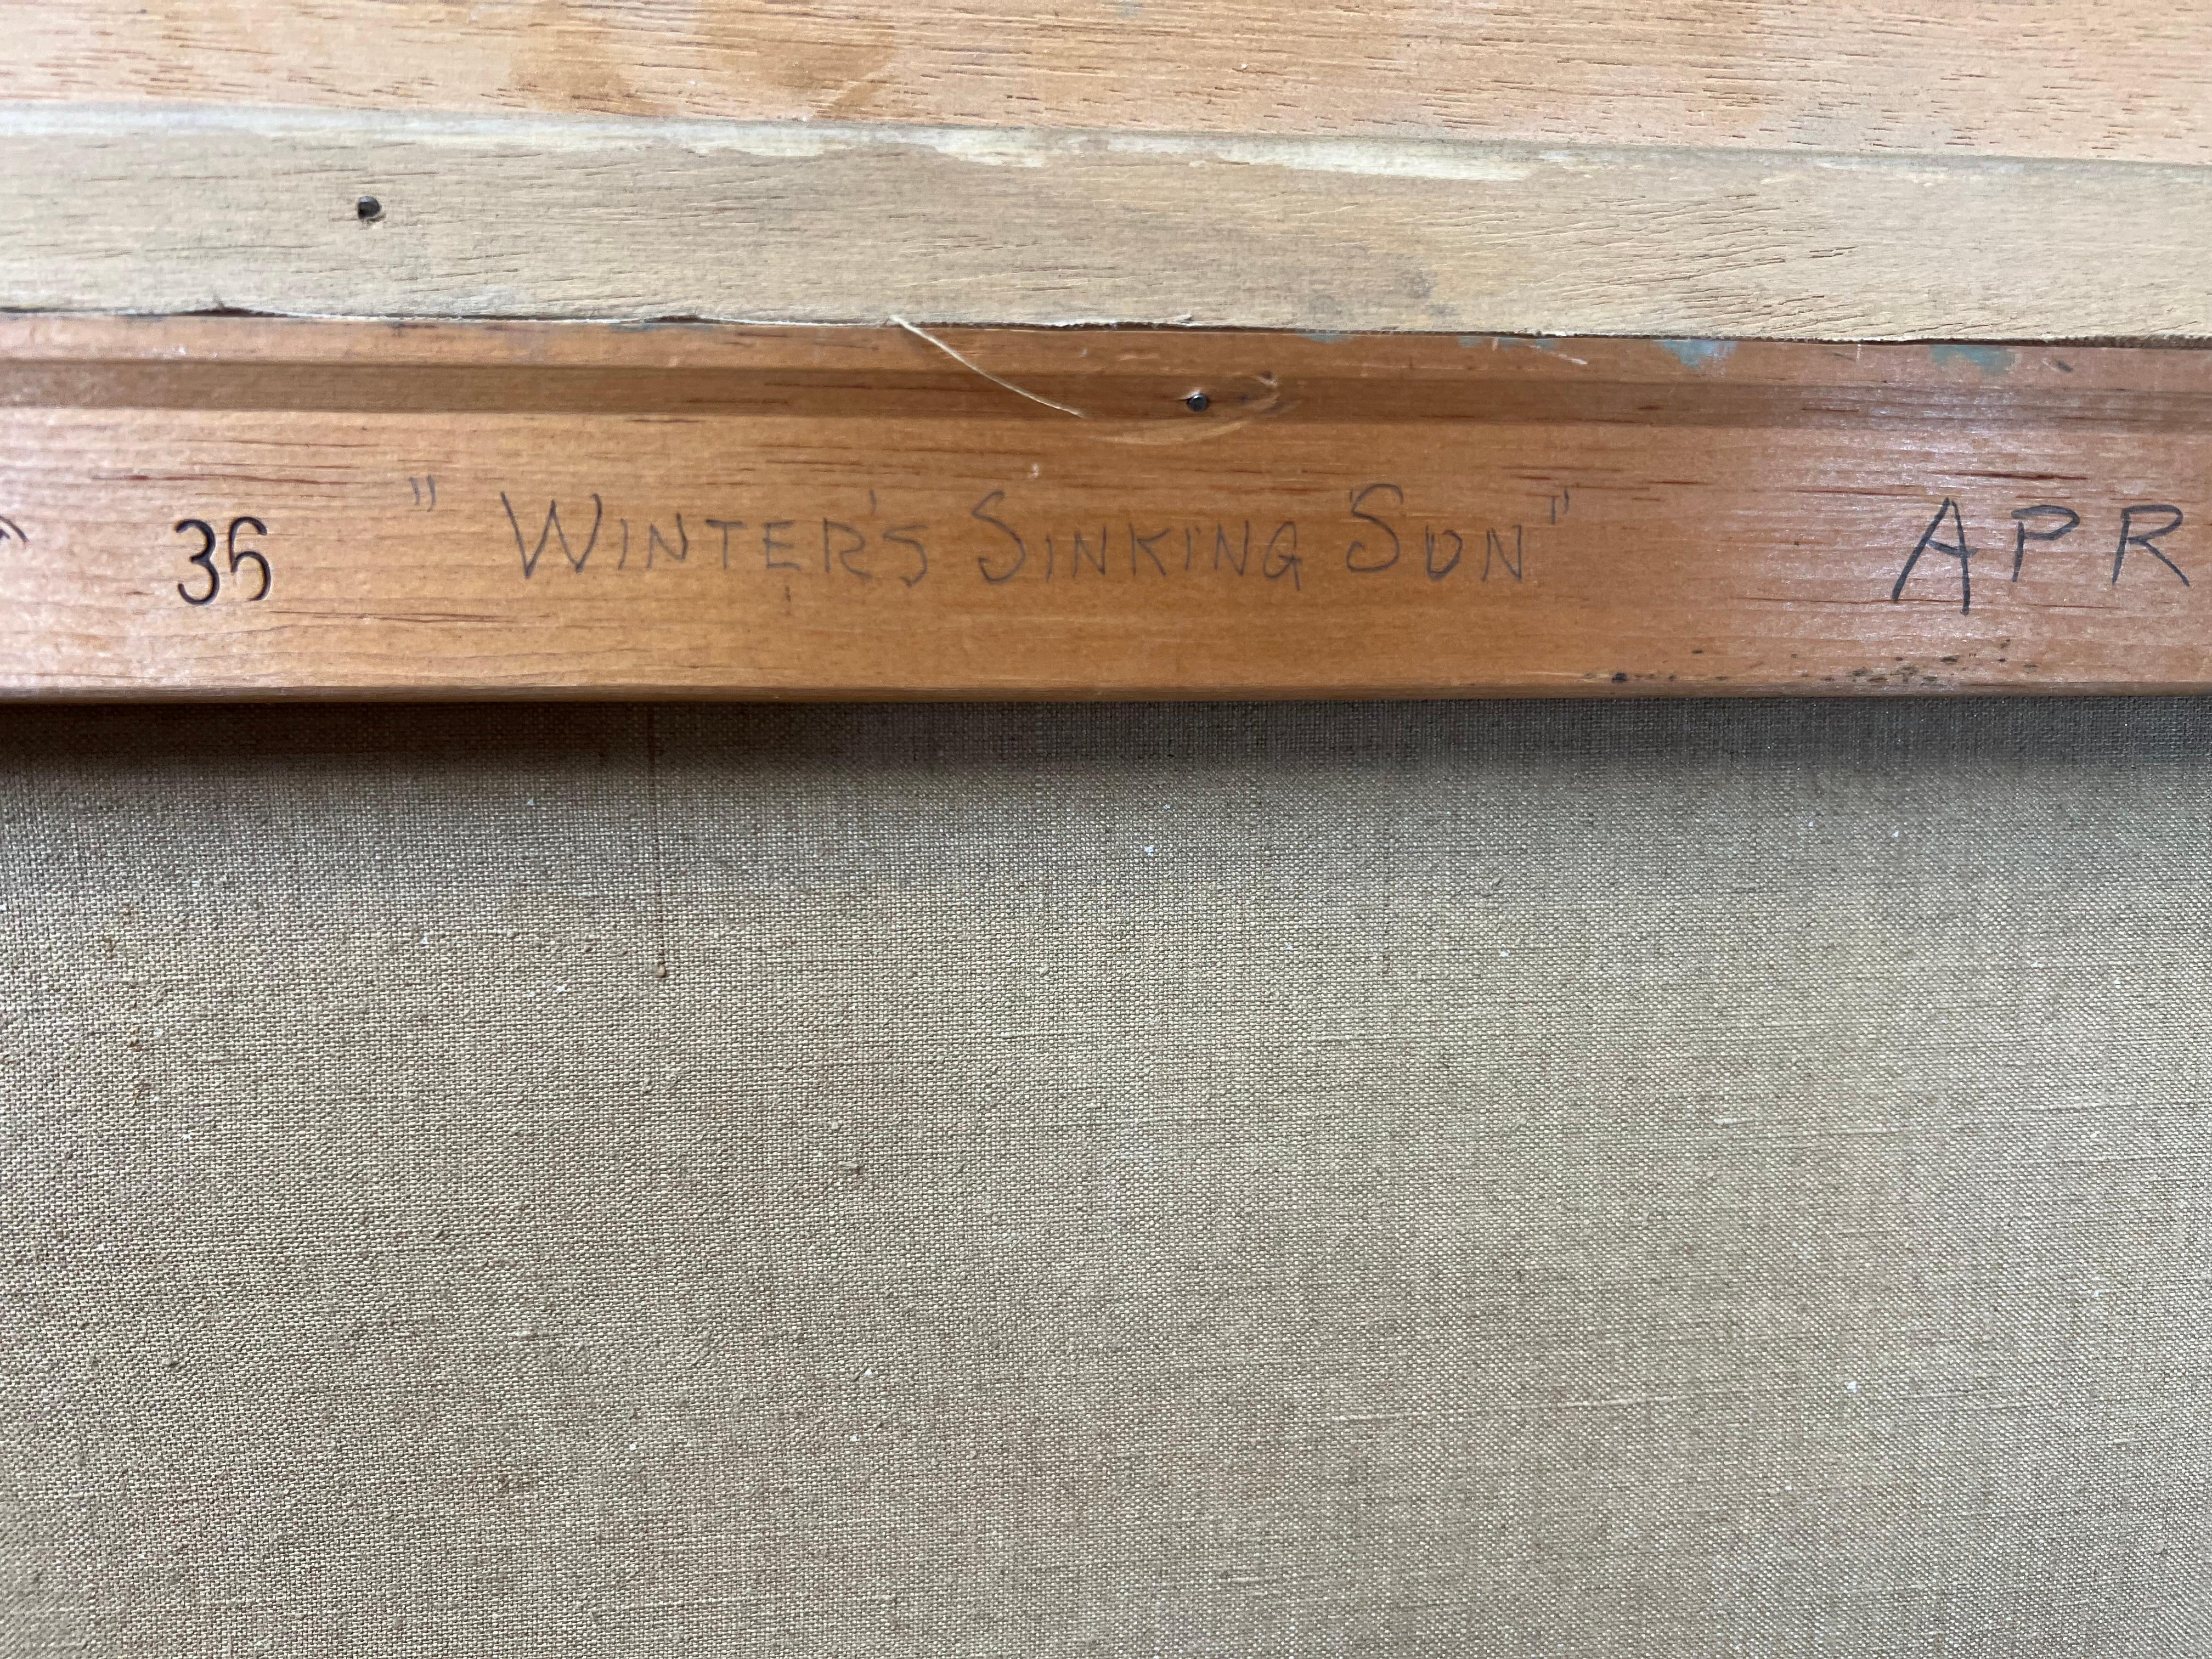 36 "WINTER'S SINKING SUN" APR